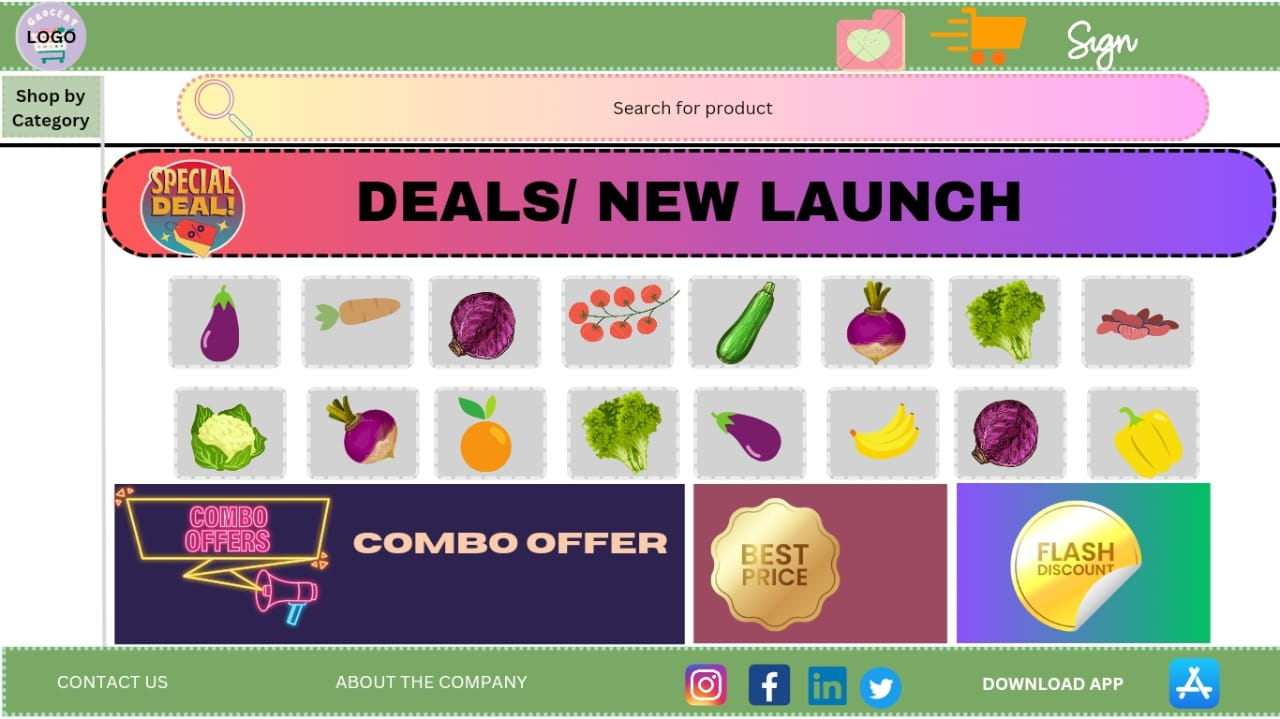 GROCERY
LOGO
Sign
Shop by
Category
Search for product
SPECIAL
DEAL!
DEALS/ NEW LAUNCH
COMBO
OFFERS
COMBO OFFER
BEST
PRICE
FLASH
DISCOUNT
CONTACT US
ABOUT THE COMPANY
in
DOWNLOAD APP